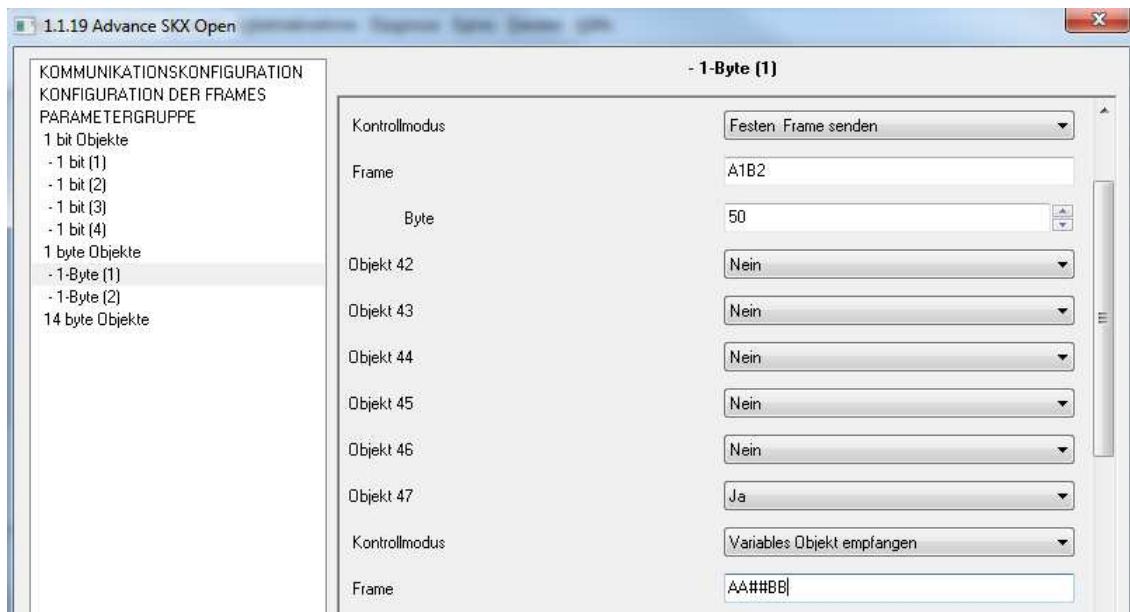 1.1.19 Advance SKX Open
KOMMUNIKATIONSKONFIGURATION
KONFIGURATION DER FRAMES
PARAMETERGRUPPE
1 bit Objekte
- 1 bit (1)
- 1 bit (2)
- 1 bit (3)
- 1 bit (4)
1 byte Objekte
- 1-Byte (1)
- 1-Byte (2)
14 byte Objekte
- 1-Byte (1)
Kontrollmodus Festen Frame senden
Frame A1B2
Byte 50
Objekt 42 Nein
Objekt 43 Nein
Objekt 44 Nein
Objekt 45 Nein
Objekt 46 Nein
Objekt 47 Ja
Kontrollmodus Variables Objekt empfangen
Frame AA##BB